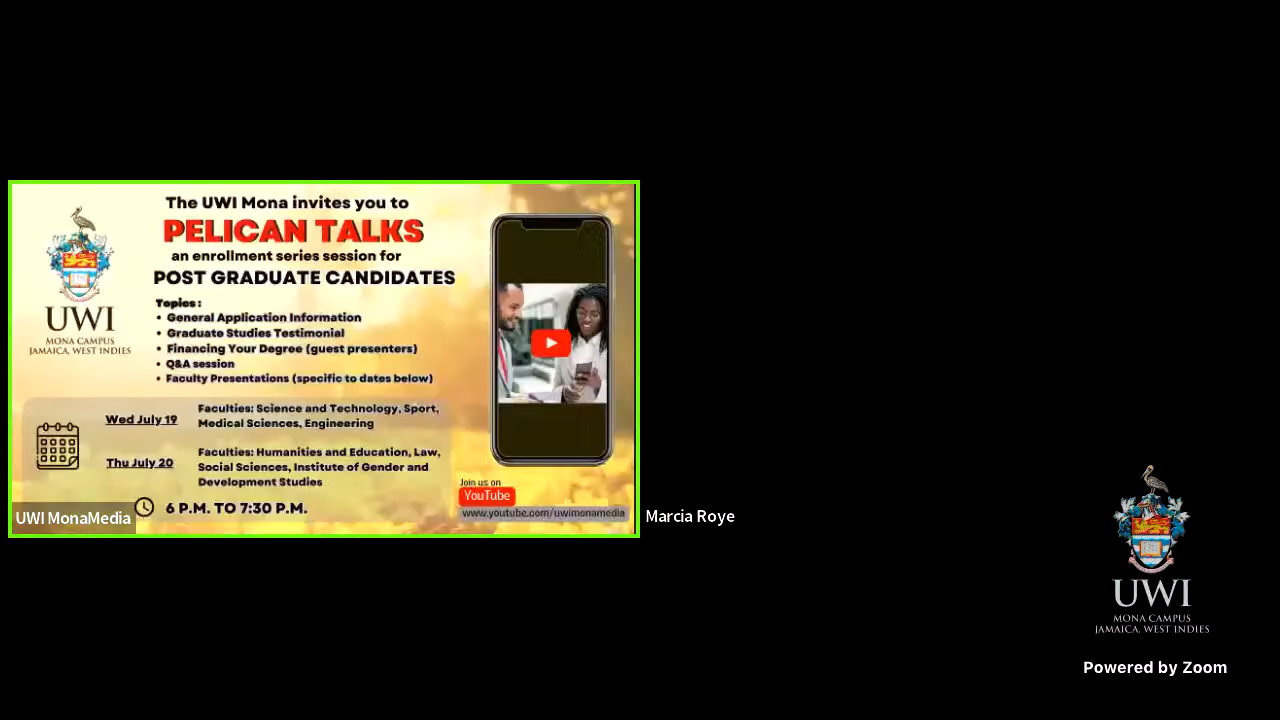 The UWI Mona invites you to
PELICAN TALKS
an enrollment series session for
POST GRADUATE CANDIDATES
UWI
MONA CAMPUS
JAMAICA, WEST INDIES
Topics :
• General Application Information
• Graduate Studies Testimonial
• Financing Your Degree (guest presenters)
• Q&A session
• Faculty Presentations (specific to dates below)
Wed July 19
Faculties: Science and Technology, Sport,
Medical Sciences, Engineering
Thu July 20
Faculties: Humanities and Education, Law,
Social Sciences, Institute of Gender and
Development Studies
6 P.M. TO 7:30 P.M.
Join us on
YouTube
www.youtube.com/uwimonamedia
UWI MonaMedia
Marcia Roye
UWI
MONA CAMPUS
JAMAICA, WEST INDIES
Powered by Zoom